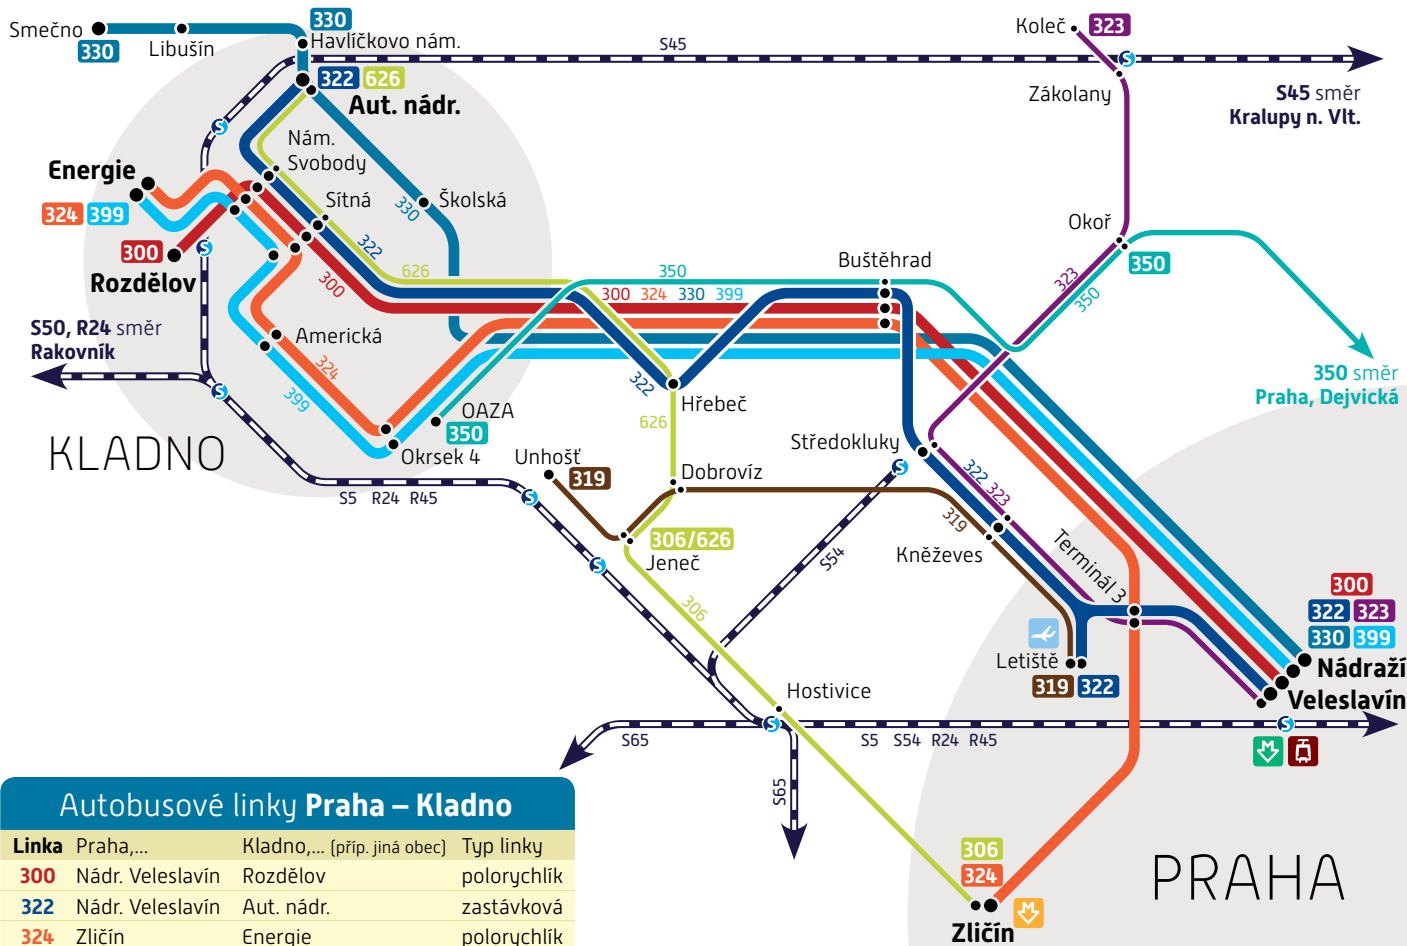 Smečno
330
Libušín
330
Havlíčkovo nám.
322 626
Aut. nádr.
S45
Koleč 323
Zákolany
S45 směr
Kralupy n. Vlt.
Nám.
Svobody
Energie
324 399
Sítná
330
Školská
300
Rozdělov
322
300
626
350
300 324 330 399
Buštěhrad
Okoř
350
323
350
S50, R24 směr
Rakovník
Americká
324
399
350 směr
Praha, Dejvická
322
Hřebeč
626
OAZA
350
Okrsek 4
KLADNO
Unhošť
319
Dobrovíz
Středokluky
322 323
319
S5 R24 R45
306/626
Jeneč
S54
Kněževes
Terminál 3
306
Letiště
319 322
300
322 323
330 399
Nádraží
Veleslavín
Hostivice
S65
S5 S54 R24 R45
S65
306
324
Zličín
PRAHA
Autobusové linky Praha – Kladno
Linka Praha,... Kladno,... (příp. jiná obec) Typ linky
300 Nádr. Veleslavín Rozdělov polorychlík
322 Nádr. Veleslavín Aut. nádr. zastávková
324 Zličín Energie polorychlík